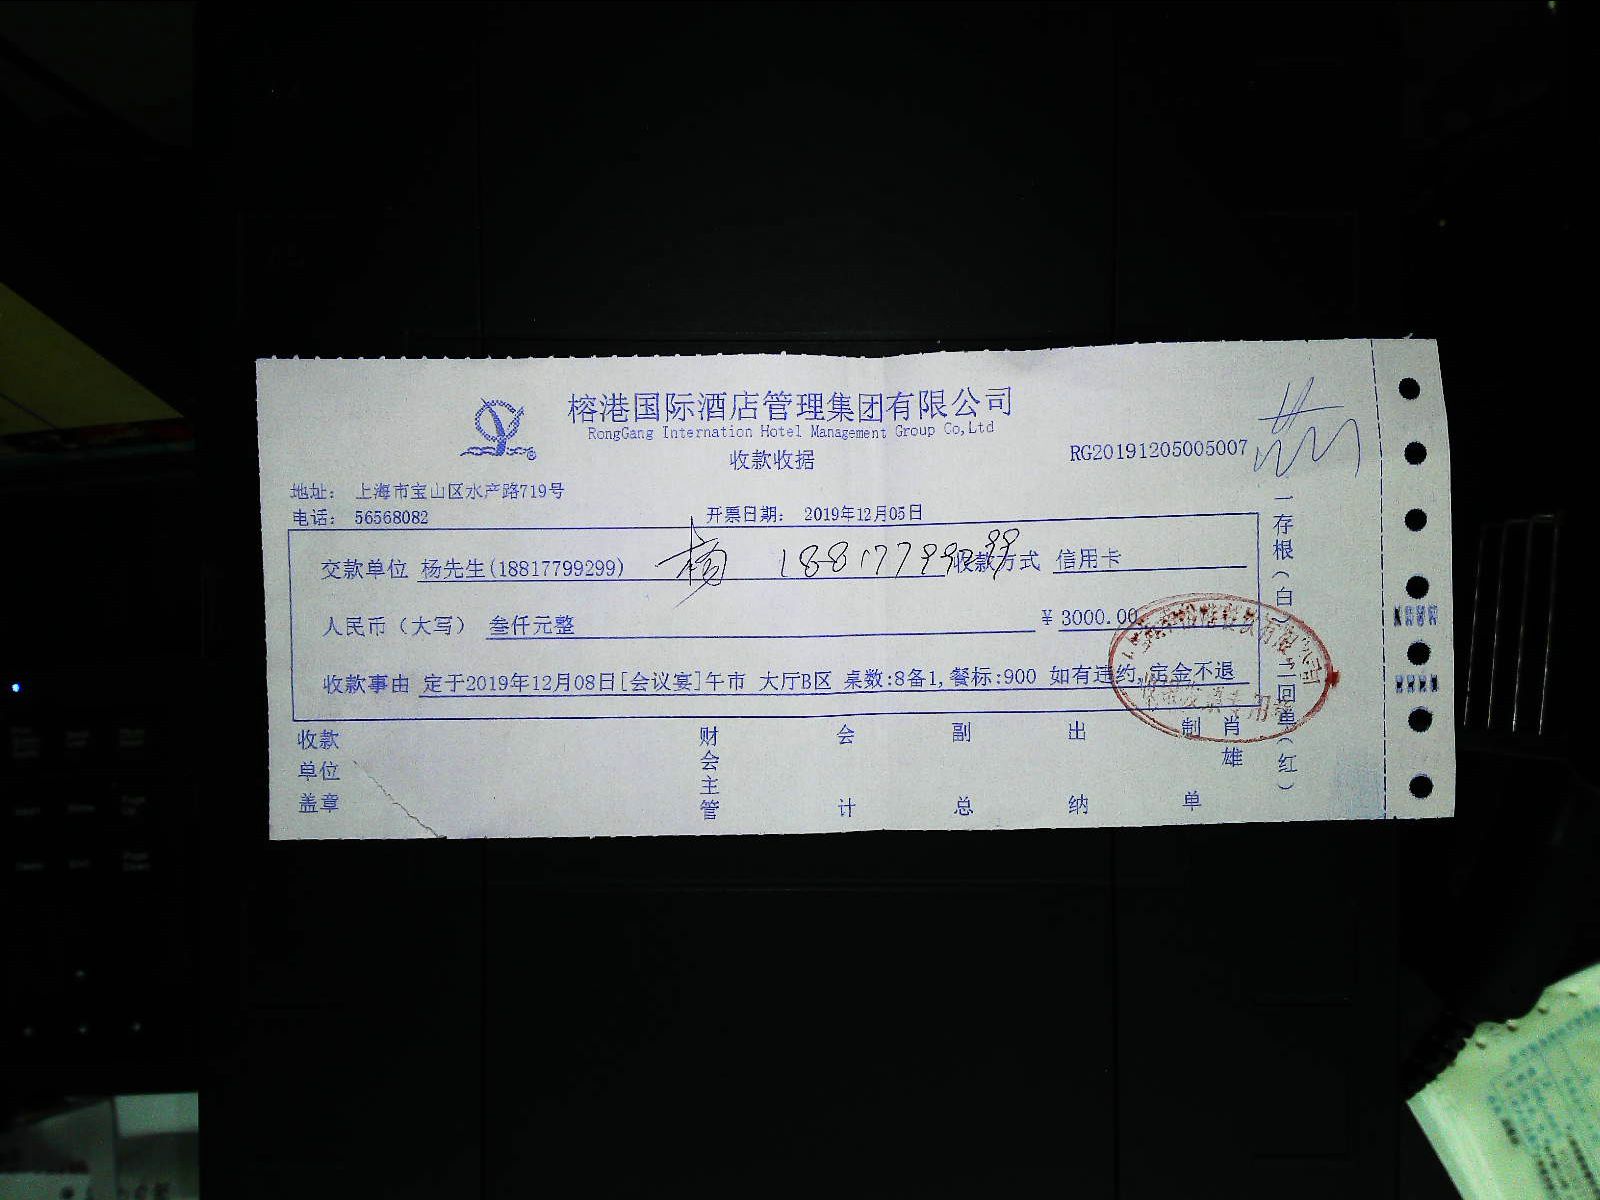 榕港国际酒店管理集团有限公司
RongGang Internation Hotel Management Group Co,Ltd
收款收据
RG20191205005007
地址： 上海市宝山区水产路719号
电话： 56568082
开票日期： 2019年12月05日
交款单位 杨先生(18817799299)
杨 18817799299
收款方式 信用卡
人民币（大写） 叁仟元整
¥ 3000.00
收款事由 定于2019年12月08日[会议宴]午市 大厅B区 桌数:8备1,餐标:900 如有违约,定金不退
收款单位盖章
财会主管
会计
副总
出纳
制单
肖雄
一存根（白） 二回单（红）